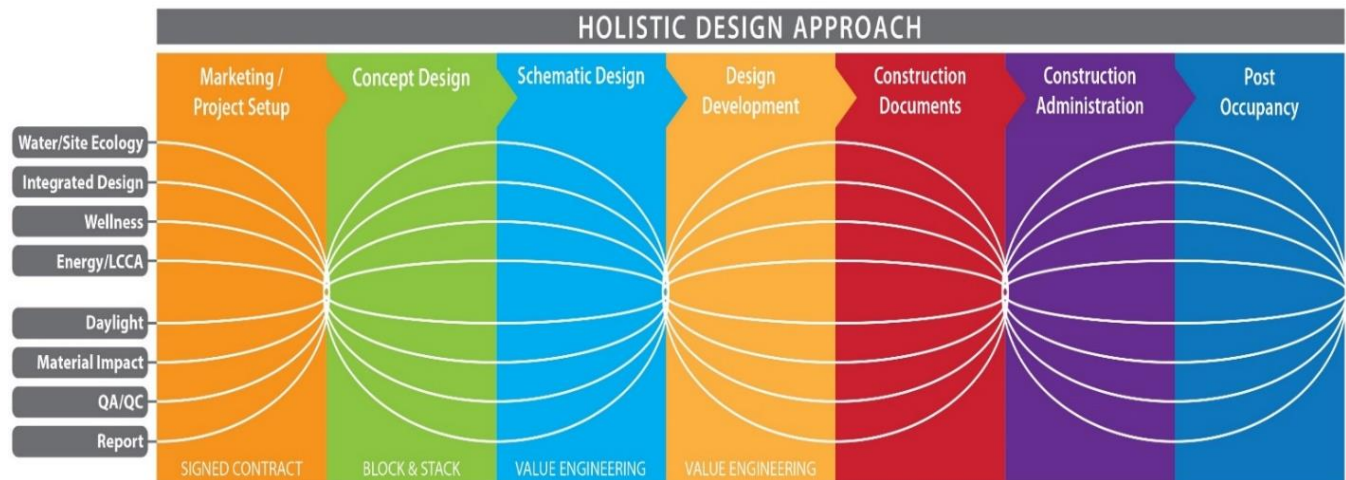 HOLISTIC DESIGN APPROACH
Marketing /
Project Setup
Concept Design
Schematic Design
Design
Development
Construction
Documents
Construction
Administration
Post
Occupancy
Water/Site Ecology
Integrated Design
Wellness
Energy/LCCA
Daylight
Material Impact
QA/QC
Report
SIGNED CONTRACT
BLOCK & STACK
VALUE ENGINEERING
VALUE ENGINEERING